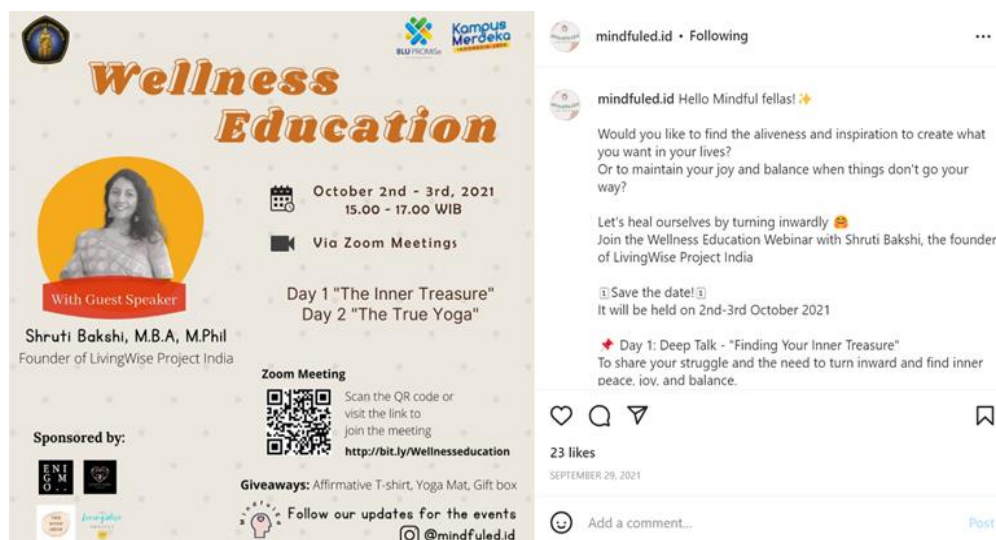 BLU PROMISe
Kampus
Merdeka
INDONESIA JAYA
Wellness
Education
October 2nd - 3rd, 2021
15.00 - 17.00 WIB
Via Zoom Meetings
Day 1 "The Inner Treasure"
Day 2 "The True Yoga"
With Guest Speaker
Shruti Bakshi, M.B.A, M.Phil
Founder of LivingWise Project India
Zoom Meeting
Scan the QR code or
visit the link to
join the meeting
http://bit.ly/Wellnesseducation
Sponsored by:
ENI
GM
O..
Giveaways: Affirmative T-shirt, Yoga Mat, Gift box
Mindfuled
Follow our updates for the events
@mindfuled.id
mindfuled.id • Following
mindfuled.id Hello Mindful fellas!✨
Would you like to find the aliveness and inspiration to create what
you want in your lives?
Or to maintain your joy and balance when things don't go your
way?
Let's heal ourselves by turning inwardly 🤗
Join the Wellness Education Webinar with Shruti Bakshi, the founder
of LivingWise Project India
Save the date!
It will be held on 2nd-3rd October 2021
📌 Day 1: Deep Talk - "Finding Your Inner Treasure"
To share your struggle and the need to turn inward and find inner
peace, joy, and balance.
23 likes
SEPTEMBER 29, 2021
Add a comment...
Post